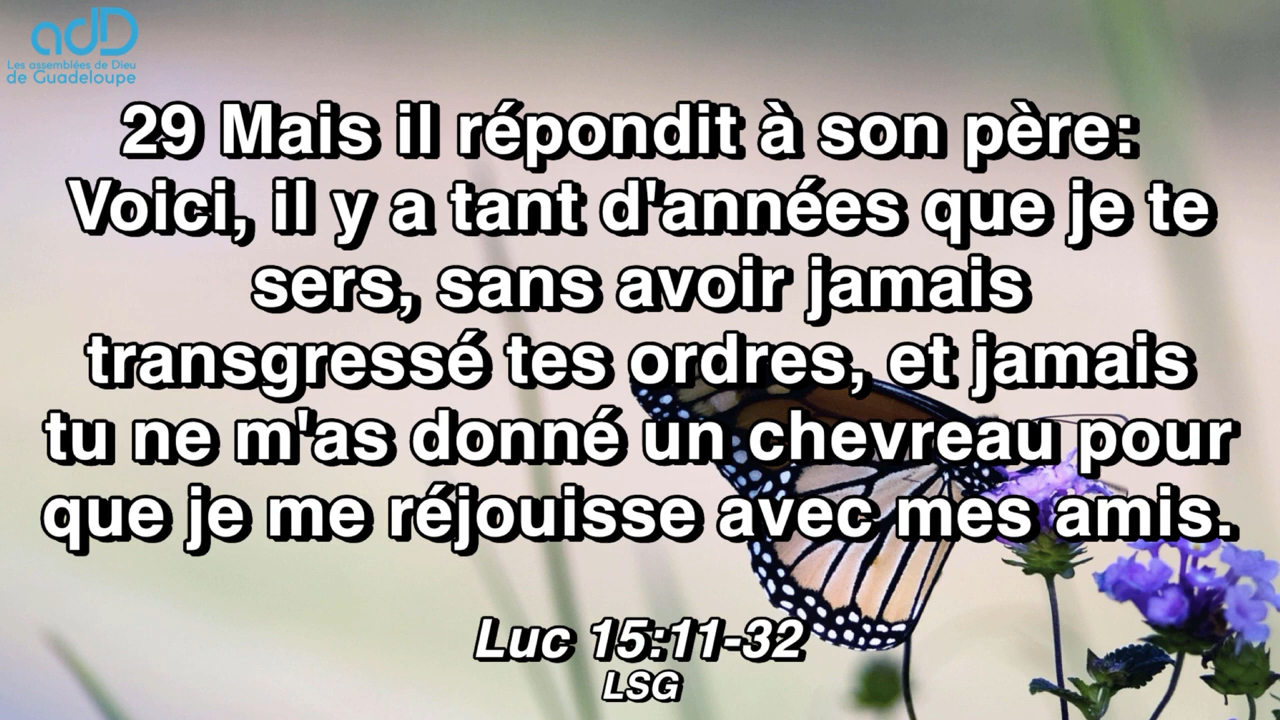 adD
Les assemblées de Dieu
de Guadeloupe
29 Mais il répondit à son père:
Voici, il y a tant d'années que je te
sers, sans avoir jamais
transgressé tes ordres, et jamais
tu ne m'as donné un chevreau pour
que je me réjouisse avec mes amis.
Luc 15:11-32
LSG